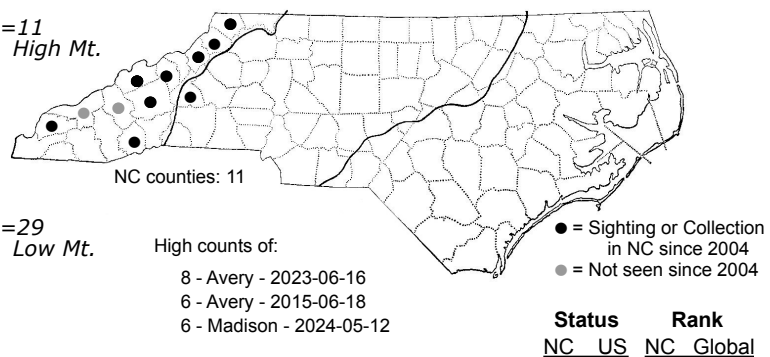 =11
High Mt.
NC counties: 11
=29
Low Mt.
High counts of:
8 - Avery - 2023-06-16
6 - Avery - 2015-06-18
6 - Madison - 2024-05-12
● = Sighting or Collection
in NC since 2004
● = Not seen since 2004
Status Rank
NC US NC Global